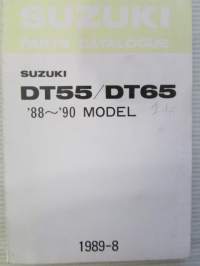 SUZUKI
PARTS CATALOGUE
SUZUKI
DT55/DT65
'88~'90 MODEL
1989-8